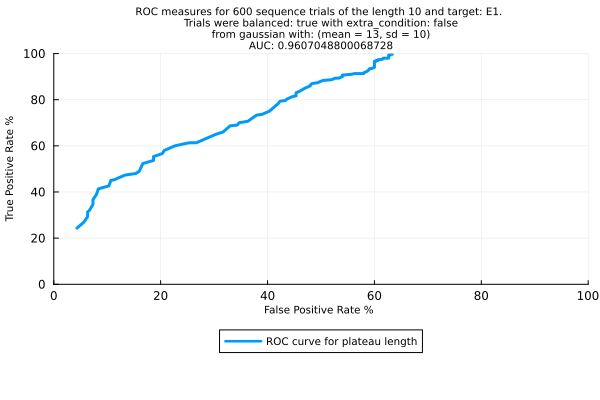 ROC measures for 600 sequence trials of the length 10 and target: E1.
Trials were balanced: true with extra_condition: false
from gaussian with: (mean = 13, sd = 10)
AUC: 0.9607048800068728
100
80
60
40
20
0
True Positive Rate %
0 20 40 60 80 100
False Positive Rate %
ROC curve for plateau length